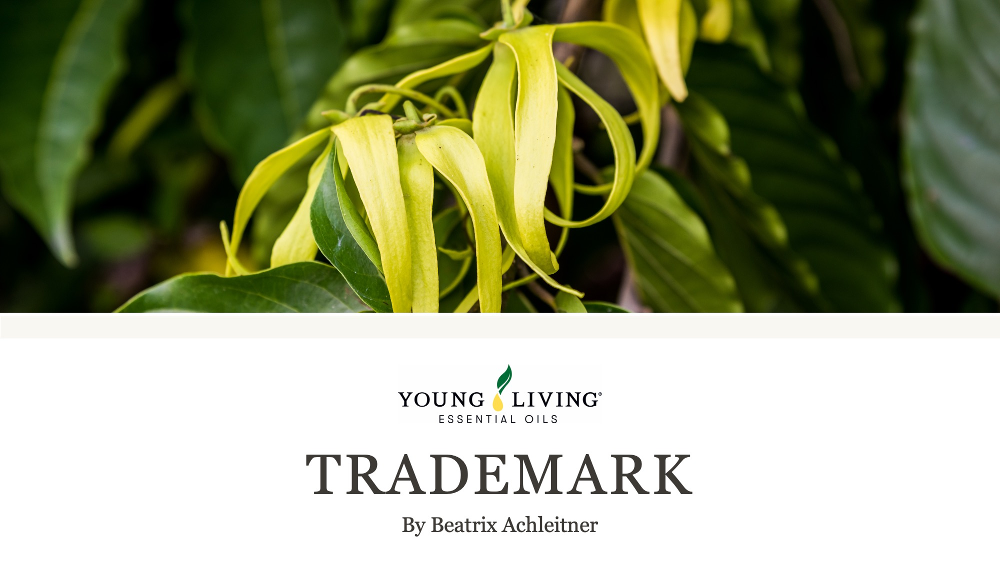 YOUNG LIVING®
ESSENTIAL OILS
TRADEMARK
By Beatrix Achleitner